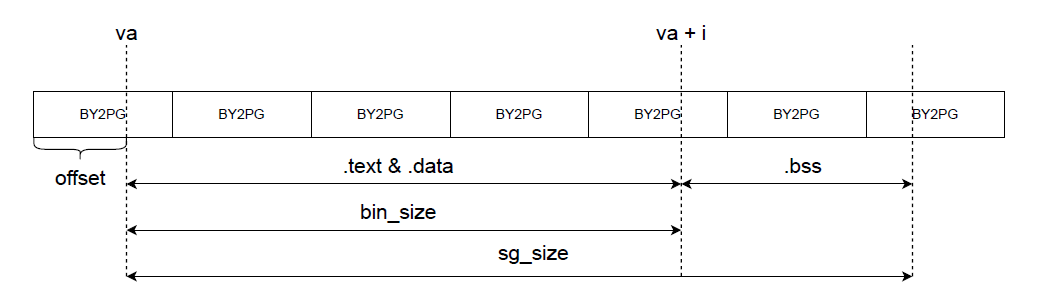 va va + i
BY2PG BY2PG BY2PG BY2PG BY2PG BY2PG BY2PG
offset .text & .data .bss
bin_size
sg_size